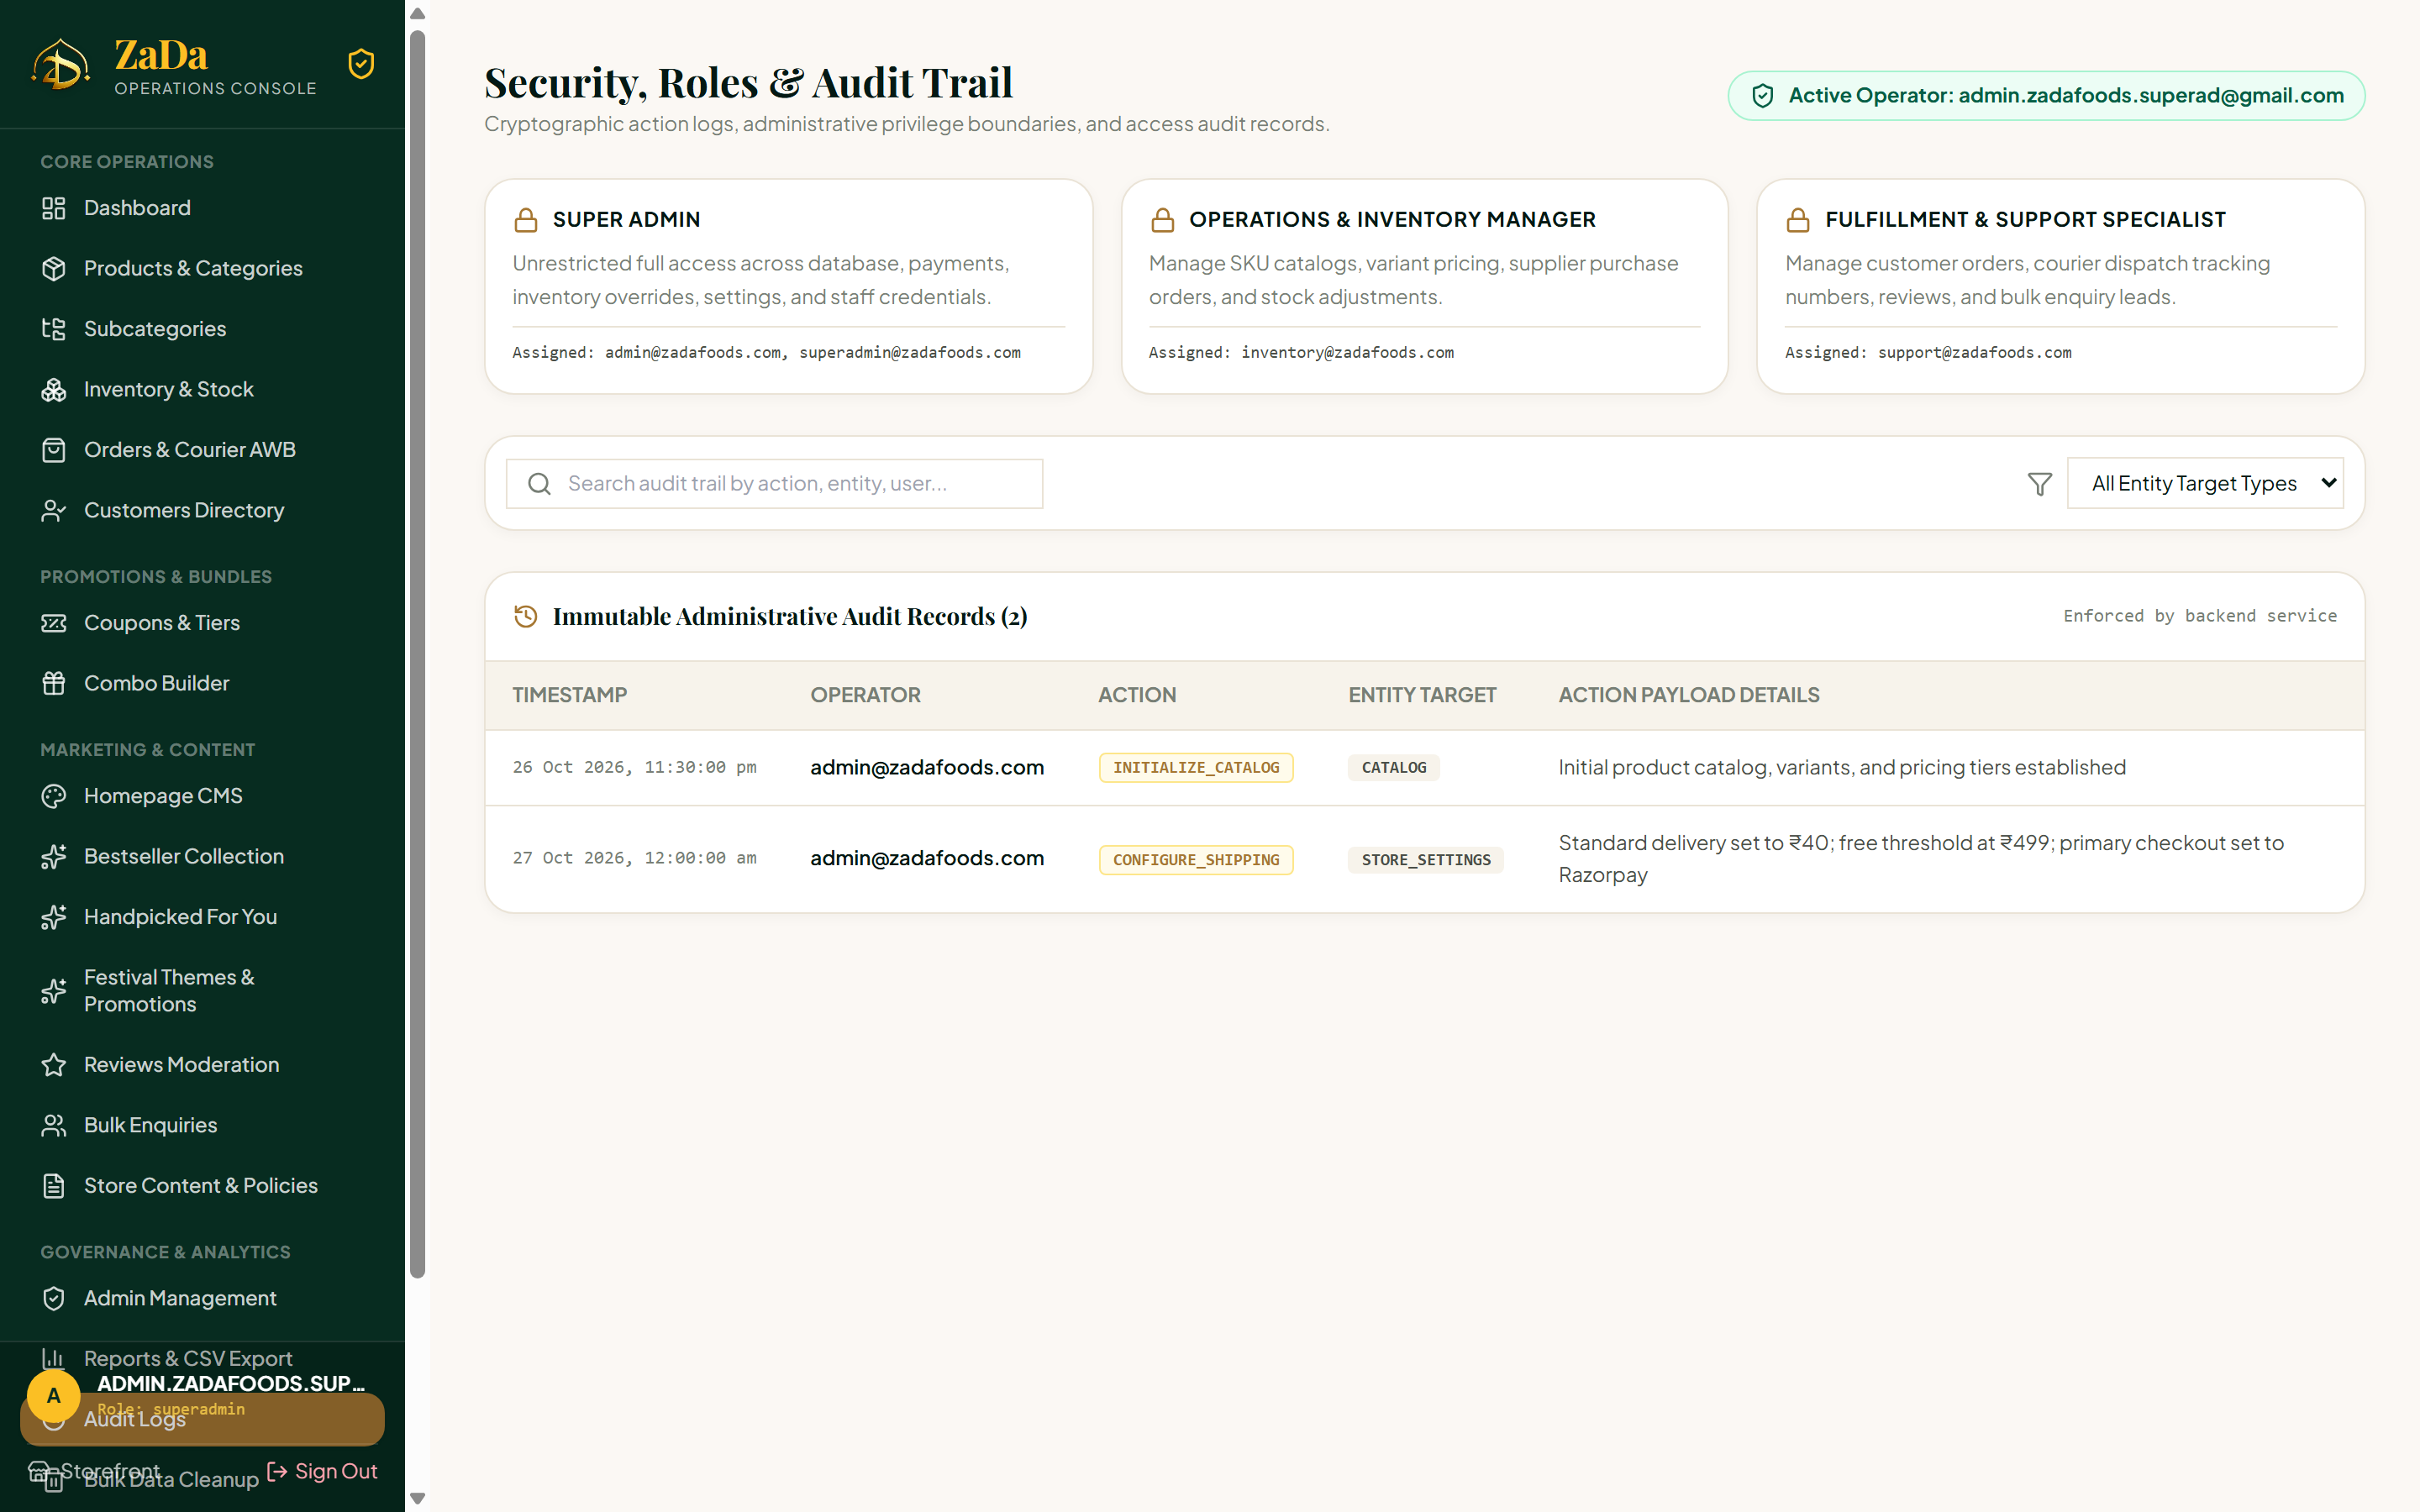 ZaDa
OPERATIONS CONSOLE
CORE OPERATIONS
Dashboard
Products & Categories
Subcategories
Inventory & Stock
Orders & Courier AWB
Customers Directory
PROMOTIONS & BUNDLES
Coupons & Tiers
Combo Builder
MARKETING & CONTENT
Homepage CMS
Bestseller Collection
Handpicked For You
Festival Themes &
Promotions
Reviews Moderation
Bulk Enquiries
Store Content & Policies
GOVERNANCE & ANALYTICS
Admin Management
Reports & CSV Export
A
ADMIN.ZADAFOODS.SUP...
Role: superadmin
Audit Logs
Storefront
Bulk Data Cleanup
Sign Out
Security, Roles & Audit Trail
Cryptographic action logs, administrative privilege boundaries, and access audit records.
Active Operator: admin.zadafoods.superad@gmail.com
SUPER ADMIN
Unrestricted full access across database, payments,
inventory overrides, settings, and staff credentials.
Assigned: admin@zadafoods.com, superadmin@zadafoods.com
OPERATIONS & INVENTORY MANAGER
Manage SKU catalogs, variant pricing, supplier purchase
orders, and stock adjustments.
Assigned: inventory@zadafoods.com
FULFILLMENT & SUPPORT SPECIALIST
Manage customer orders, courier dispatch tracking
numbers, reviews, and bulk enquiry leads.
Assigned: support@zadafoods.com
Search audit trail by action, entity, user...
All Entity Target Types
Immutable Administrative Audit Records (2)
Enforced by backend service
TIMESTAMP OPERATOR ACTION ENTITY TARGET ACTION PAYLOAD DETAILS
26 Oct 2026, 11:30:00 pm admin@zadafoods.com INITIALIZE_CATALOG CATALOG Initial product catalog, variants, and pricing tiers established
27 Oct 2026, 12:00:00 am admin@zadafoods.com CONFIGURE_SHIPPING STORE_SETTINGS Standard delivery set to ₹40; free threshold at ₹499; primary checkout set to
Razorpay